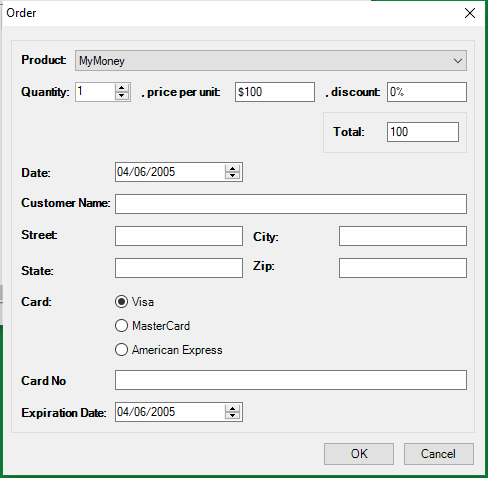 Order
Product: MyMoney
Quantity: 1 , price per unit: $100 , discount: 0%
Total: 100
Date: 04/06/2005
Customer Name:
Street: City:
State: Zip:
Card: Visa
MasterCard
American Express
Card No
Expiration Date: 04/06/2005
OK Cancel